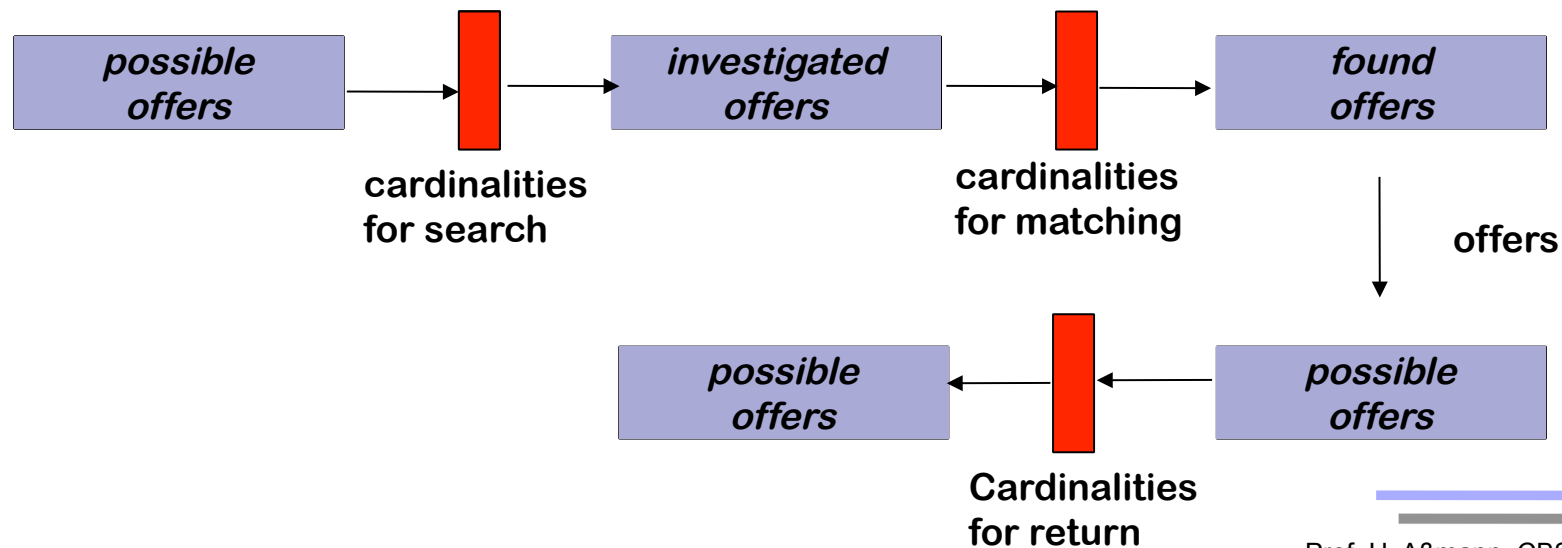 possible
offers
investigated
offers
found
offers
cardinalities
for search
cardinalities
for matching
offers
possible
offers
possible
offers
Cardinalities
for return